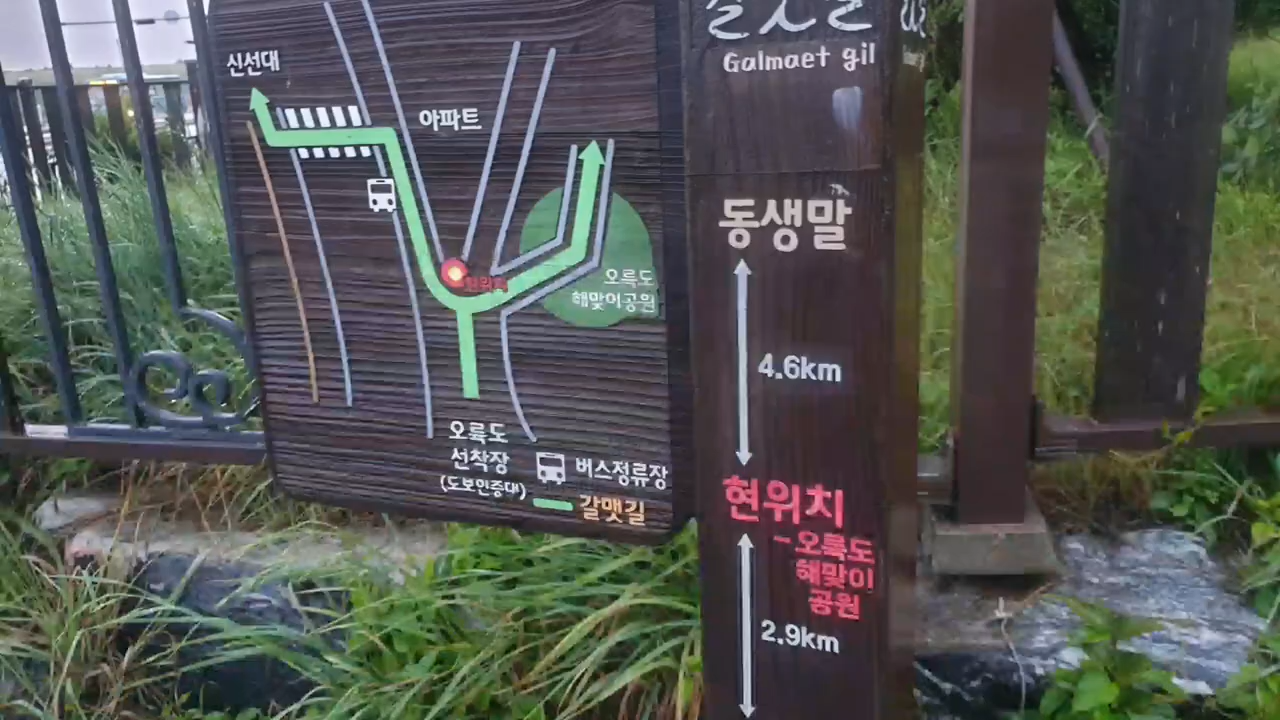 신선대
아파트
현위치
오륙도
해맞이공원
오륙도
선착장
(도보인증대)
버스정류장
갈맷길
Galmaet gil
동생말
4.6km
현위치
-오륙도
해맞이
공원
2.9km